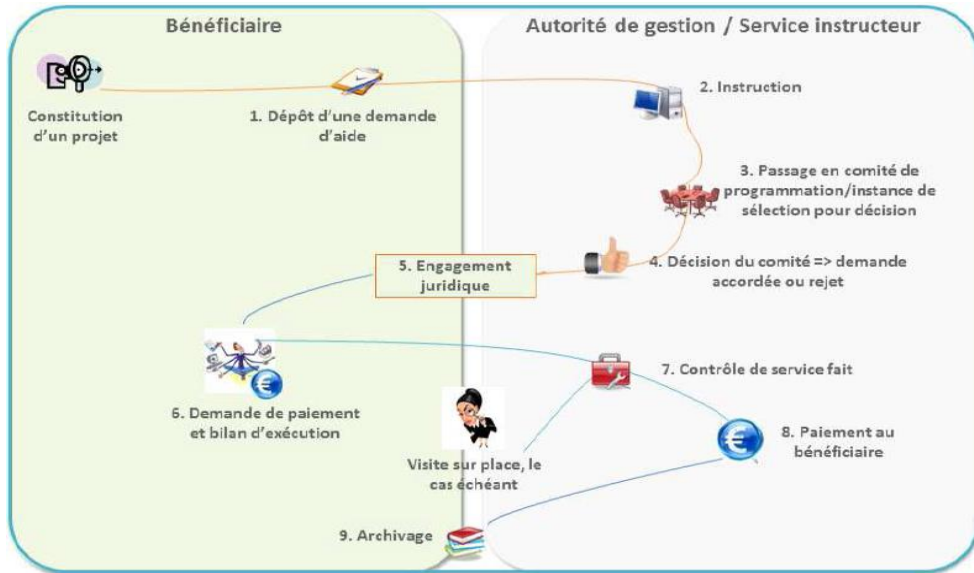 Bénéficiaire
Autorité de gestion / Service instructeur
Constitution
d'un projet
1. Dépôt d'une demande
d'aide
2. Instruction
3. Passage en comité de
programmation/instance de
sélection pour décision
4. Décision du comité => demande
accordée ou rejet
5. Engagement
juridique
6. Demande de paiement
et bilan d'exécution
7. Contrôle de service fait
Visite sur place, le
cas échéant
8. Paiement au
bénéficiaire
9. Archivage